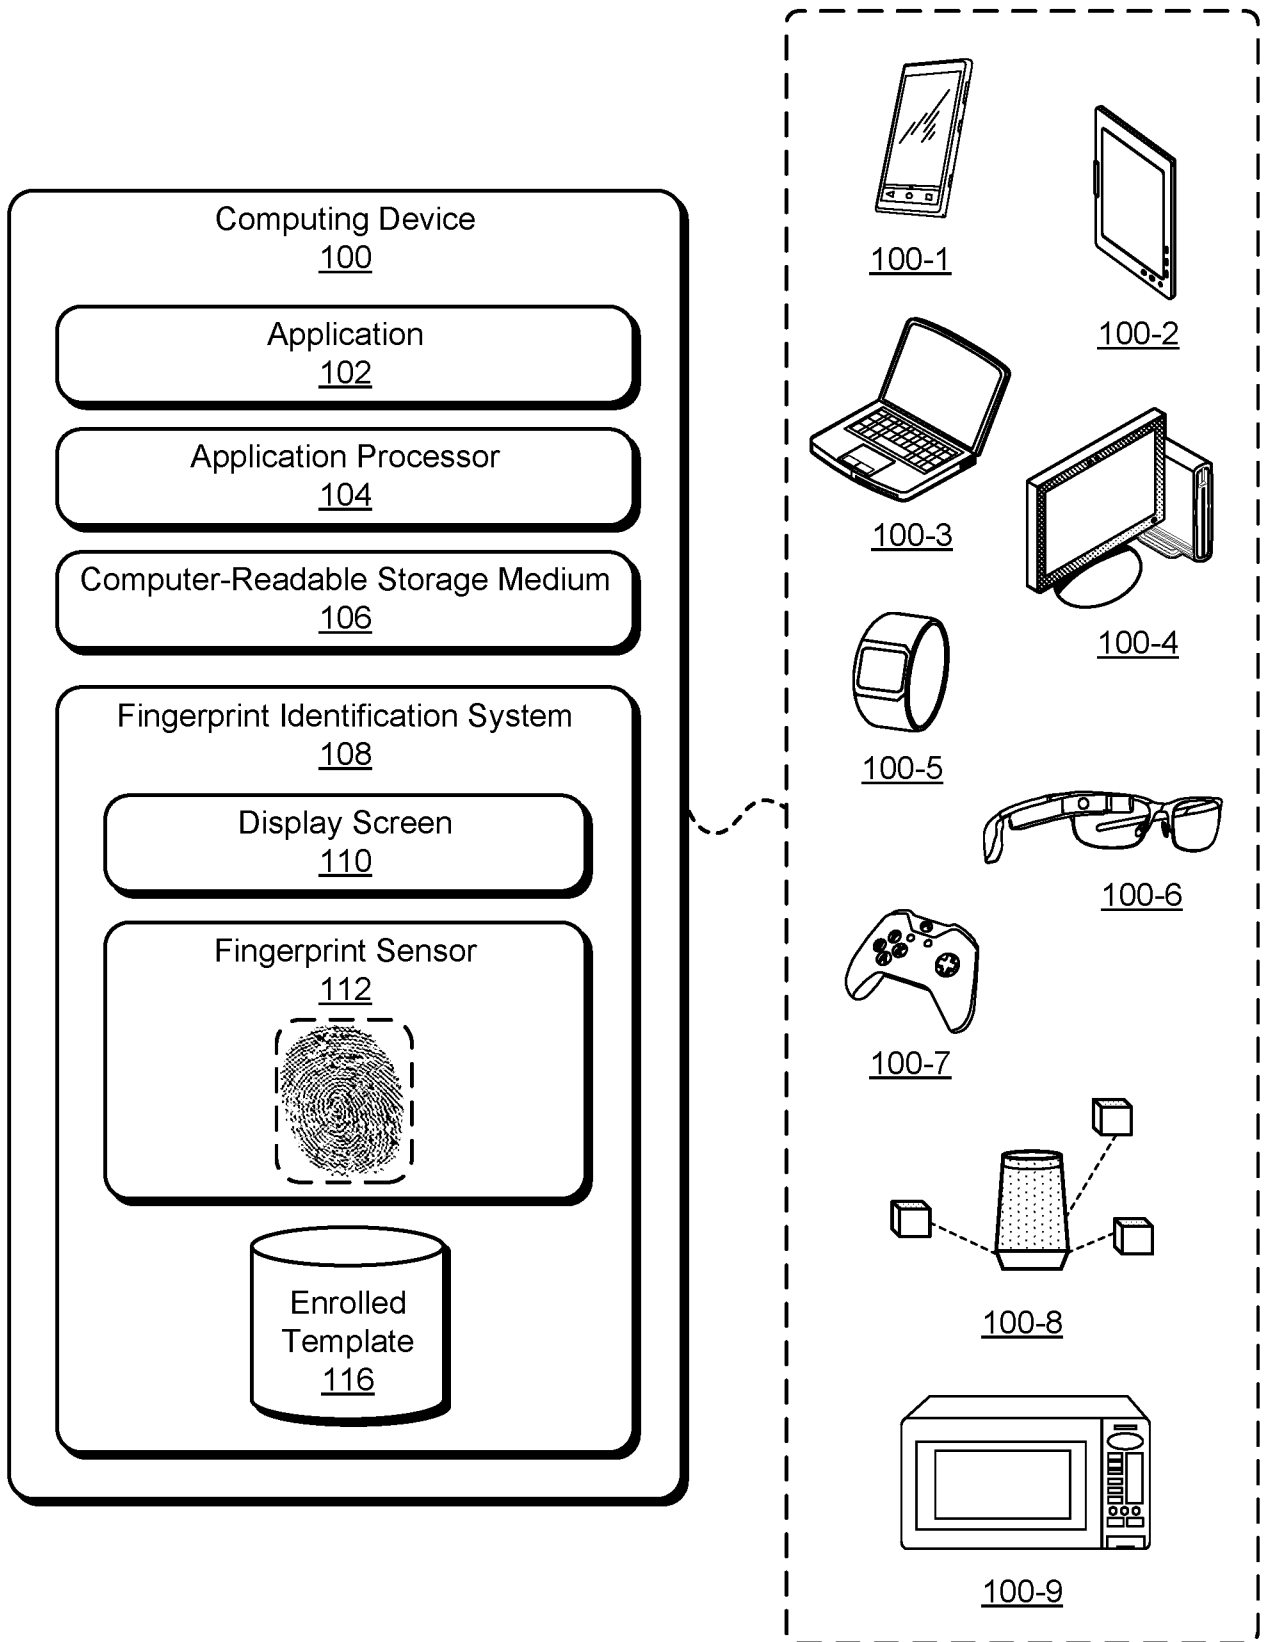 Computing Device
100
Application
102
Application Processor
104
Computer-Readable Storage Medium
106
Fingerprint Identification System
108
Display Screen
110
Fingerprint Sensor
112
Enrolled
Template
116
100-1
100-2
100-3
100-4
100-5
100-6
100-7
100-8
100-9